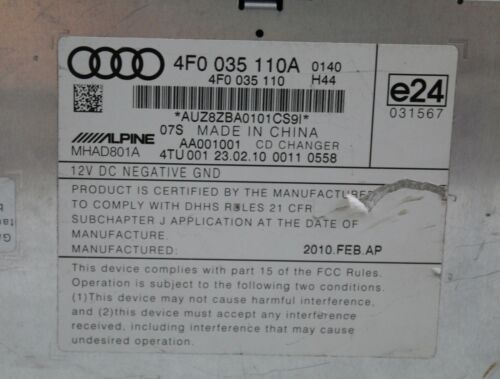 4F0 035 110A 0140
4F0 035 110 H44
e24
031567
*AUZ8ZBA0101CS9I*
07S MADE IN CHINA
ALPINE AA001001 CD CHANGER
MHAD801A 4TU 001 23.02.10 0011 0558
12V DC NEGATIVE GND
PRODUCT IS CERTIFIED BY THE MANUFACTURE
TO COMPLY WITH DHHS RULES 21 CFR
SUBCHAPTER J APPLICATION AT THE DATE OF
MANUFACTURE.
MANUFACTURED: 2010.FEB.AP
This device complies with part 15 of the FCC Rules.
Operation is subject to the following two conditions.
(1)This device may not cause harmful interference,
and (2)this device must accept any interference
received, including interference that may cause
undesired operation.